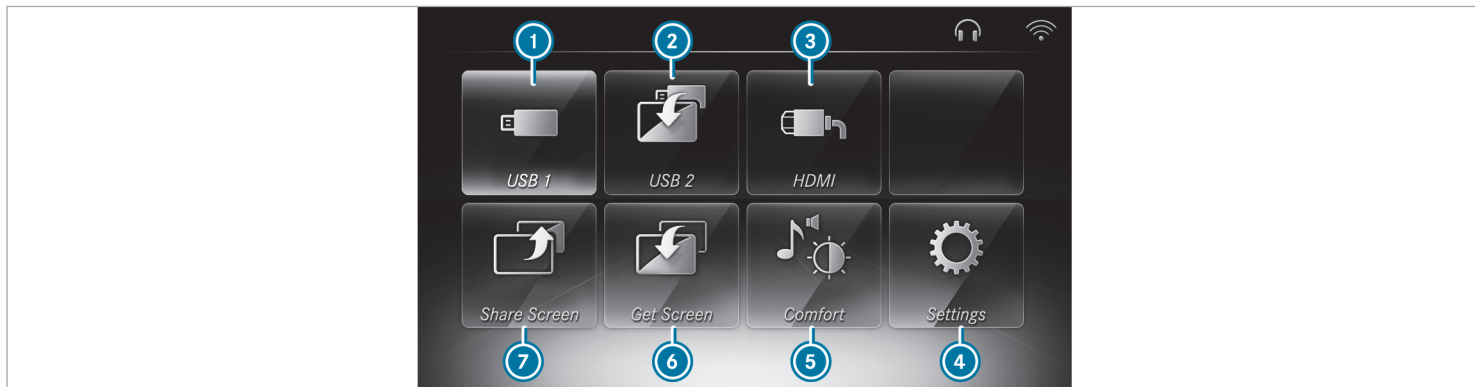 1 2 3
USB 1 USB 2 HDMI
Share Screen Get Screen Comfort Settings
7 6 5 4